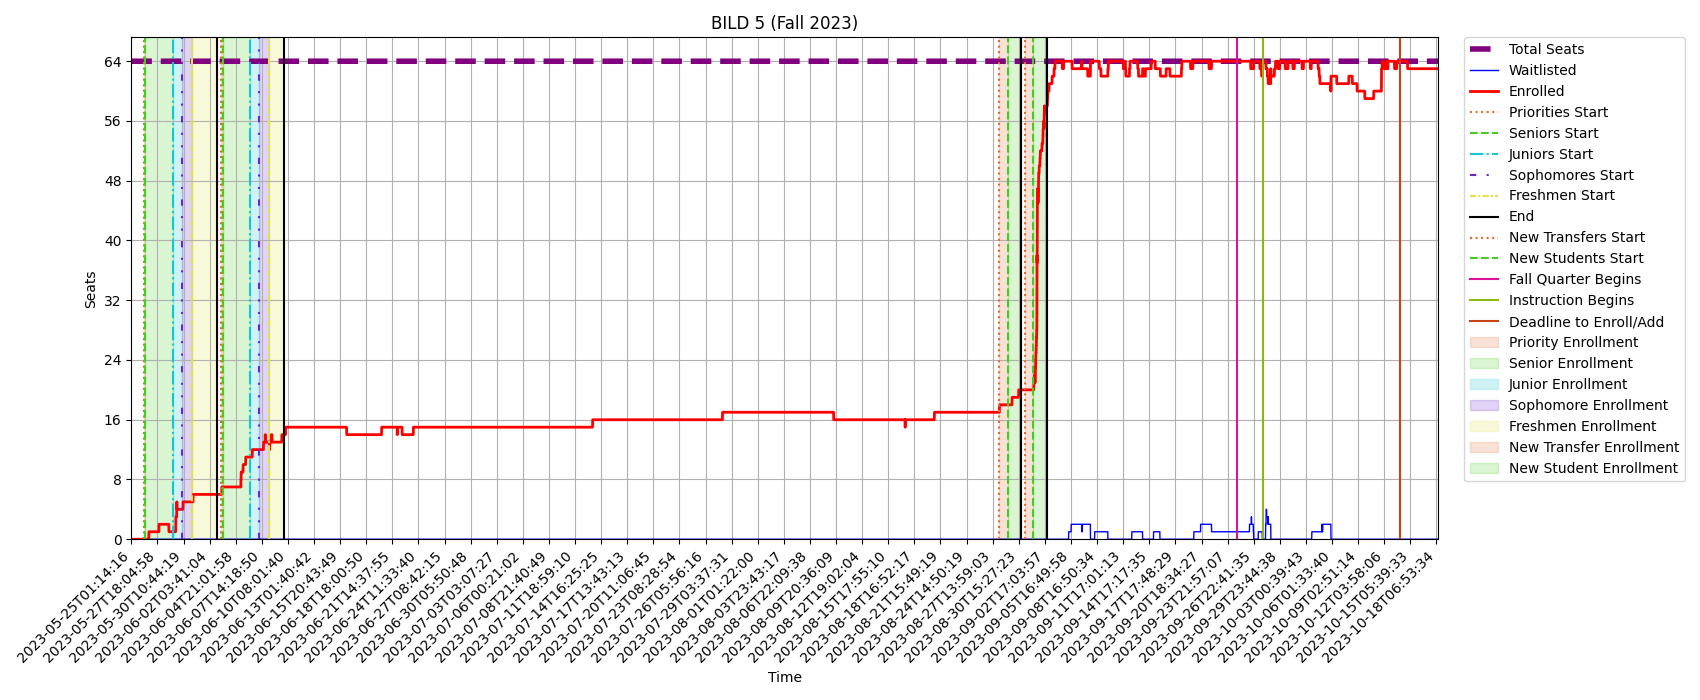 BILD 5 (Fall 2023)
Seats
64
56
48
40
32
24
16
8
0
2023-05-25T01:14:16
2023-05-27T18:04:58
2023-05-30T10:44:19
2023-06-02T03:41:04
2023-06-04T21:01:58
2023-06-07T14:18:50
2023-06-10T08:01:40
2023-06-13T01:40:42
2023-06-15T20:43:49
2023-06-18T18:00:50
2023-06-21T14:37:55
2023-06-24T11:33:40
2023-06-27T08:42:15
2023-06-30T05:50:48
2023-07-03T03:07:27
2023-07-06T00:21:02
2023-07-08T21:40:49
2023-07-11T18:59:10
2023-07-14T16:25:25
2023-07-17T13:43:13
2023-07-20T11:06:45
2023-07-23T08:28:54
2023-07-26T05:56:16
2023-07-29T03:37:31
2023-08-01T01:22:00
2023-08-03T23:43:17
2023-08-06T22:09:38
2023-08-09T20:36:09
2023-08-12T19:02:04
2023-08-15T17:55:10
2023-08-18T16:52:17
2023-08-21T15:49:19
2023-08-24T14:50:19
2023-08-27T13:59:03
2023-08-30T15:27:23
2023-09-02T17:03:57
2023-09-05T16:49:58
2023-09-08T16:50:34
2023-09-11T17:01:13
2023-09-14T17:17:35
2023-09-17T17:48:29
2023-09-20T18:34:27
2023-09-23T21:57:07
2023-09-26T22:41:35
2023-09-29T23:44:38
2023-10-03T00:39:43
2023-10-06T01:33:40
2023-10-09T02:51:14
2023-10-12T03:58:06
2023-10-15T05:39:33
2023-10-18T06:53:34
Time
Total Seats
Waitlisted
Enrolled
Priorities Start
Seniors Start
Juniors Start
Sophomores Start
Freshmen Start
End
New Transfers Start
New Students Start
Fall Quarter Begins
Instruction Begins
Deadline to Enroll/Add
Priority Enrollment
Senior Enrollment
Junior Enrollment
Sophomore Enrollment
Freshmen Enrollment
New Transfer Enrollment
New Student Enrollment